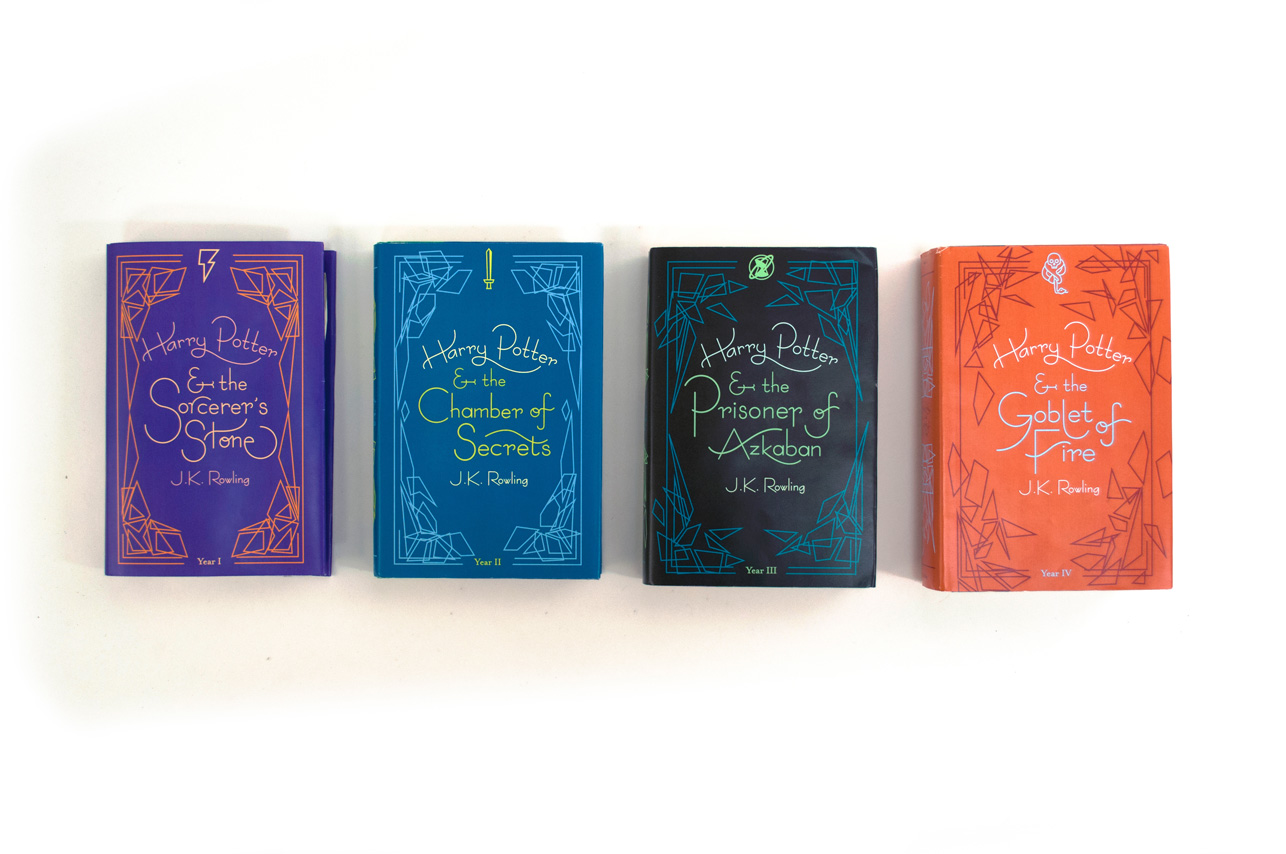 Harry Potter
& the
Sorcerer's
Stone
J.K. Rowling
Year I
Harry Potter
& the
Chamber of
Secrets
J.K. Rowling
Year II
Harry Potter
& the
Prisoner of
Azkaban
J.K. Rowling
Year III
Harry Potter
& the
Goblet of
Fire
J.K. Rowling
Year IV